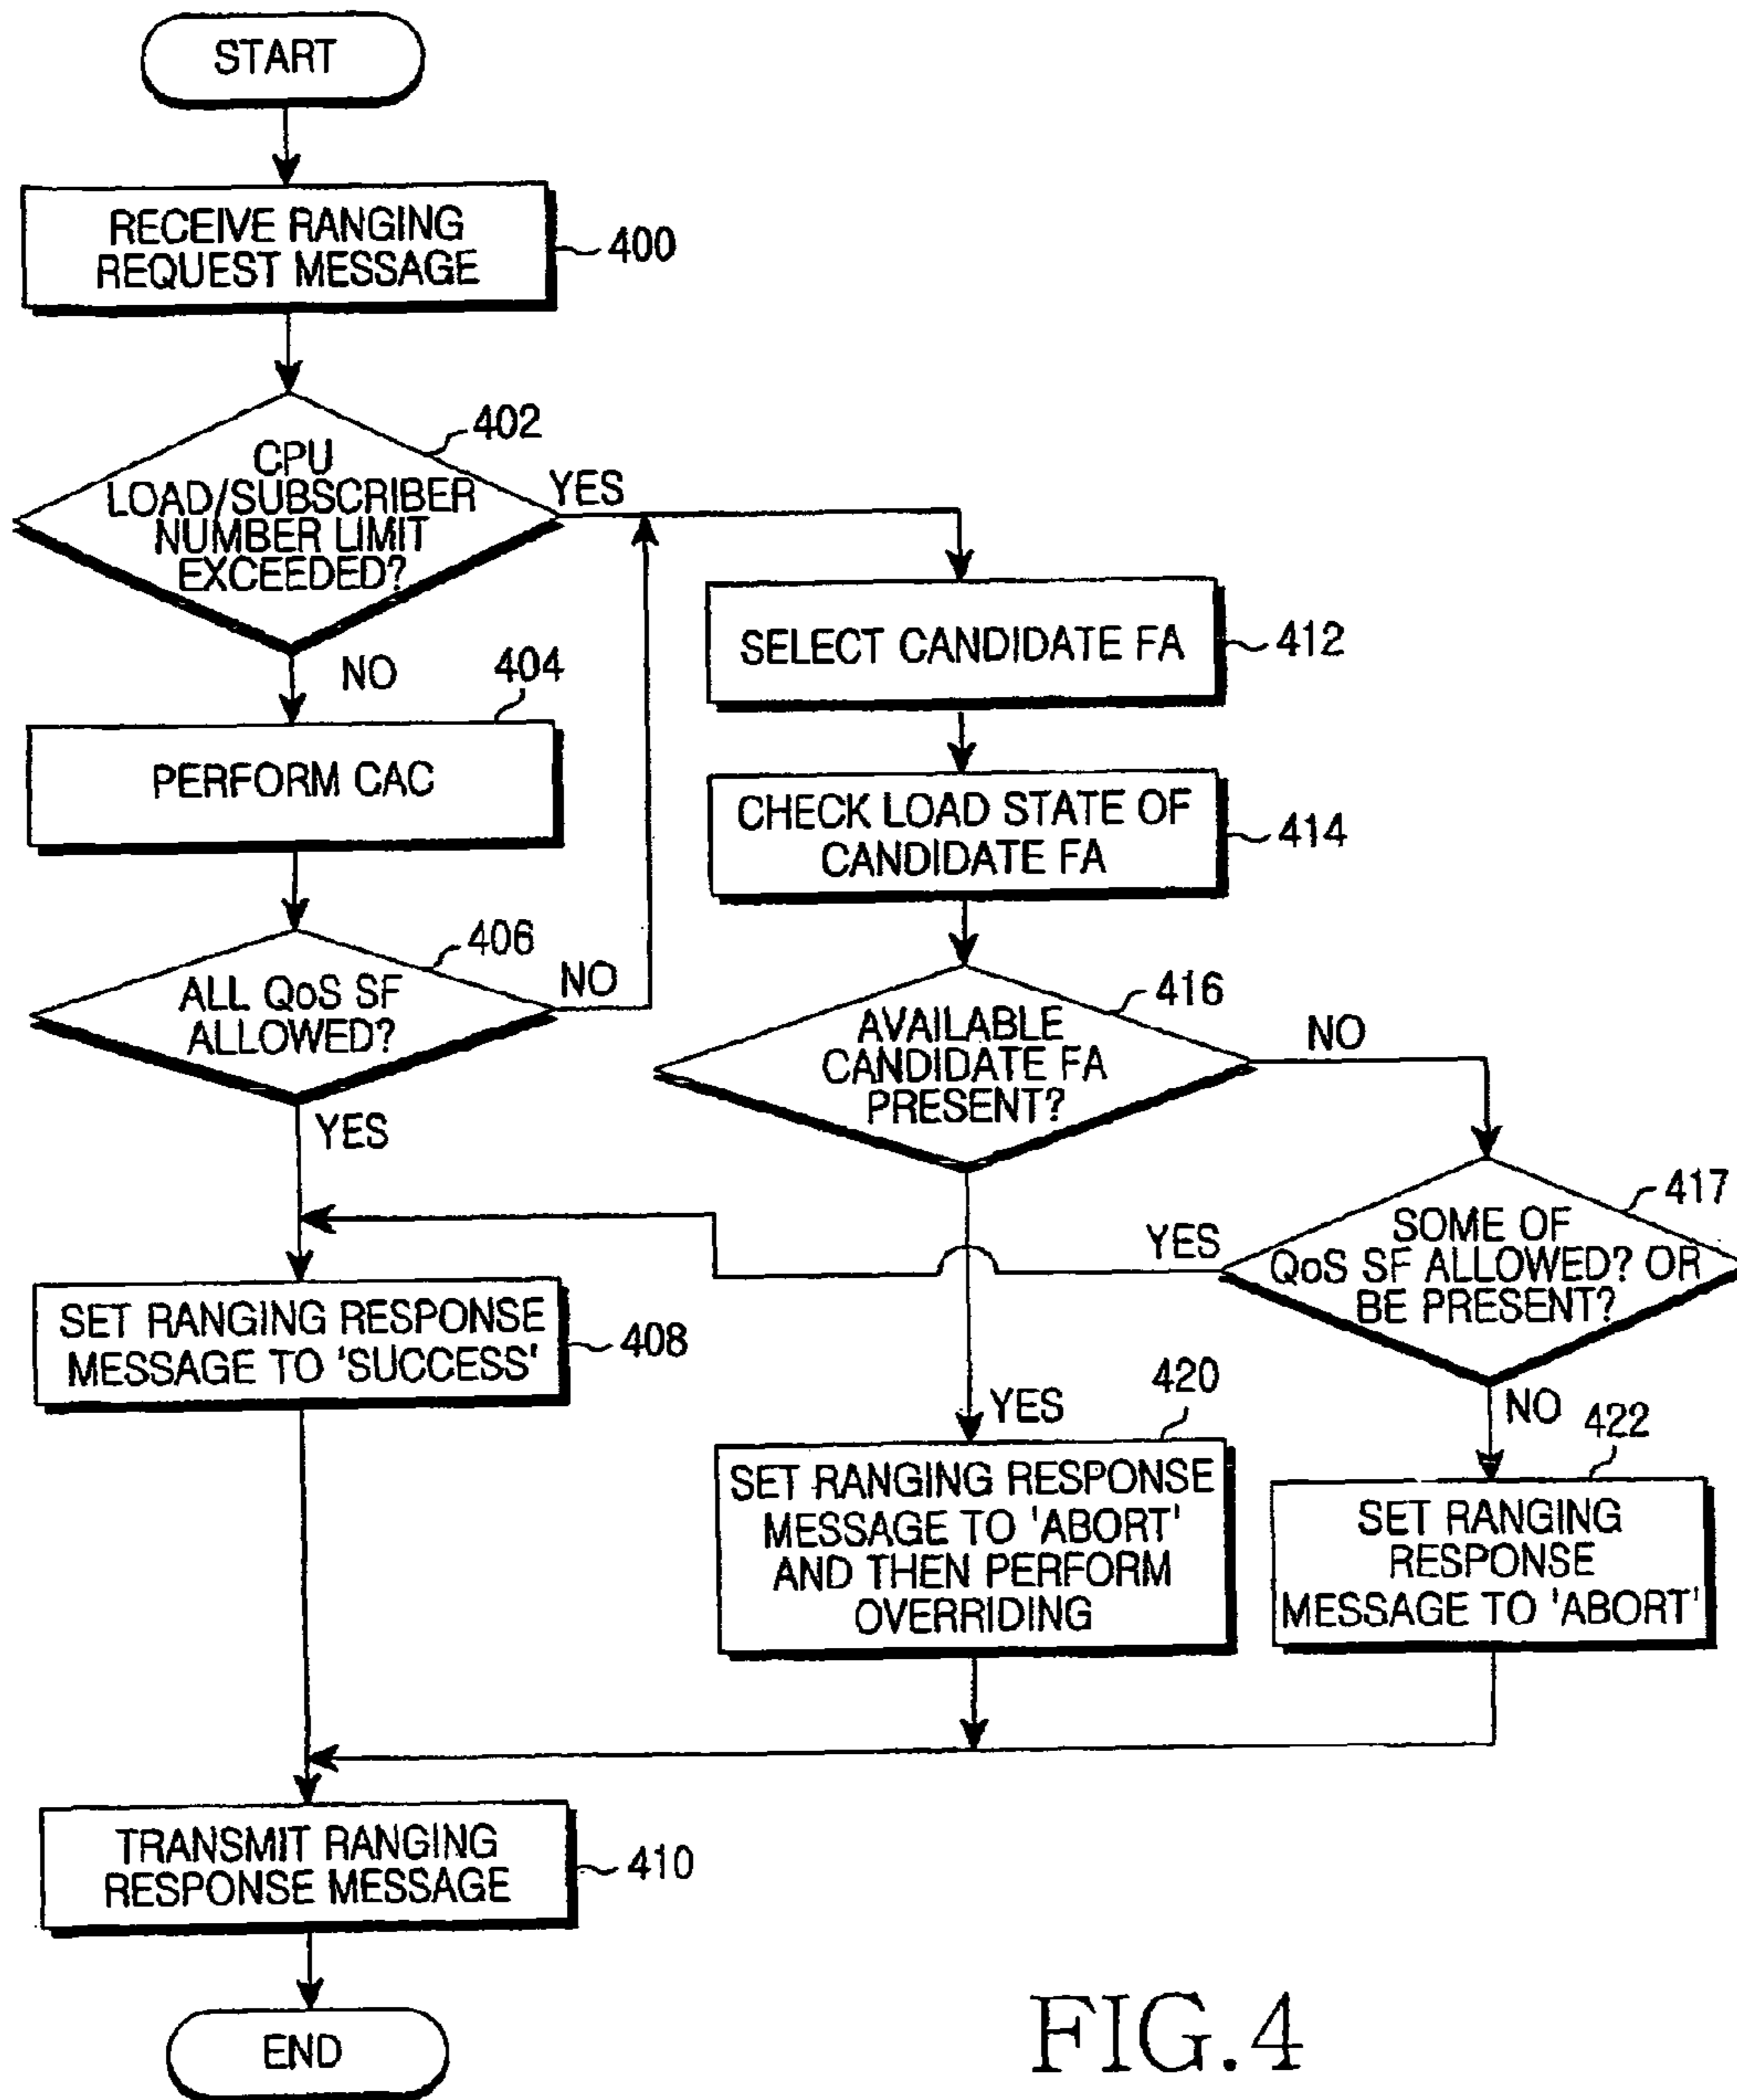 START
RECEIVE RANGING
REQUEST MESSAGE
400
402
CPU
LOAD/SUBSCRIBER
NUMBER LIMIT
EXCEEDED?
YES
NO
404
PERFORM CAC
406
ALL QoS SF
ALLOWED?
NO
YES
SET RANGING RESPONSE
MESSAGE TO 'SUCCESS'
408
SELECT CANDIDATE FA
412
CHECK LOAD STATE OF
CANDIDATE FA
414
416
AVAILABLE
CANDIDATE FA
PRESENT?
NO
YES
417
SOME OF
QoS SF ALLOWED? OR
BE PRESENT?
YES
NO
420
SET RANGING RESPONSE
MESSAGE TO 'ABORT'
AND THEN PERFORM
OVERRIDING
422
SET RANGING
RESPONSE
MESSAGE TO 'ABORT'
TRANSMIT RANGING
RESPONSE MESSAGE
410
END
FIG.4